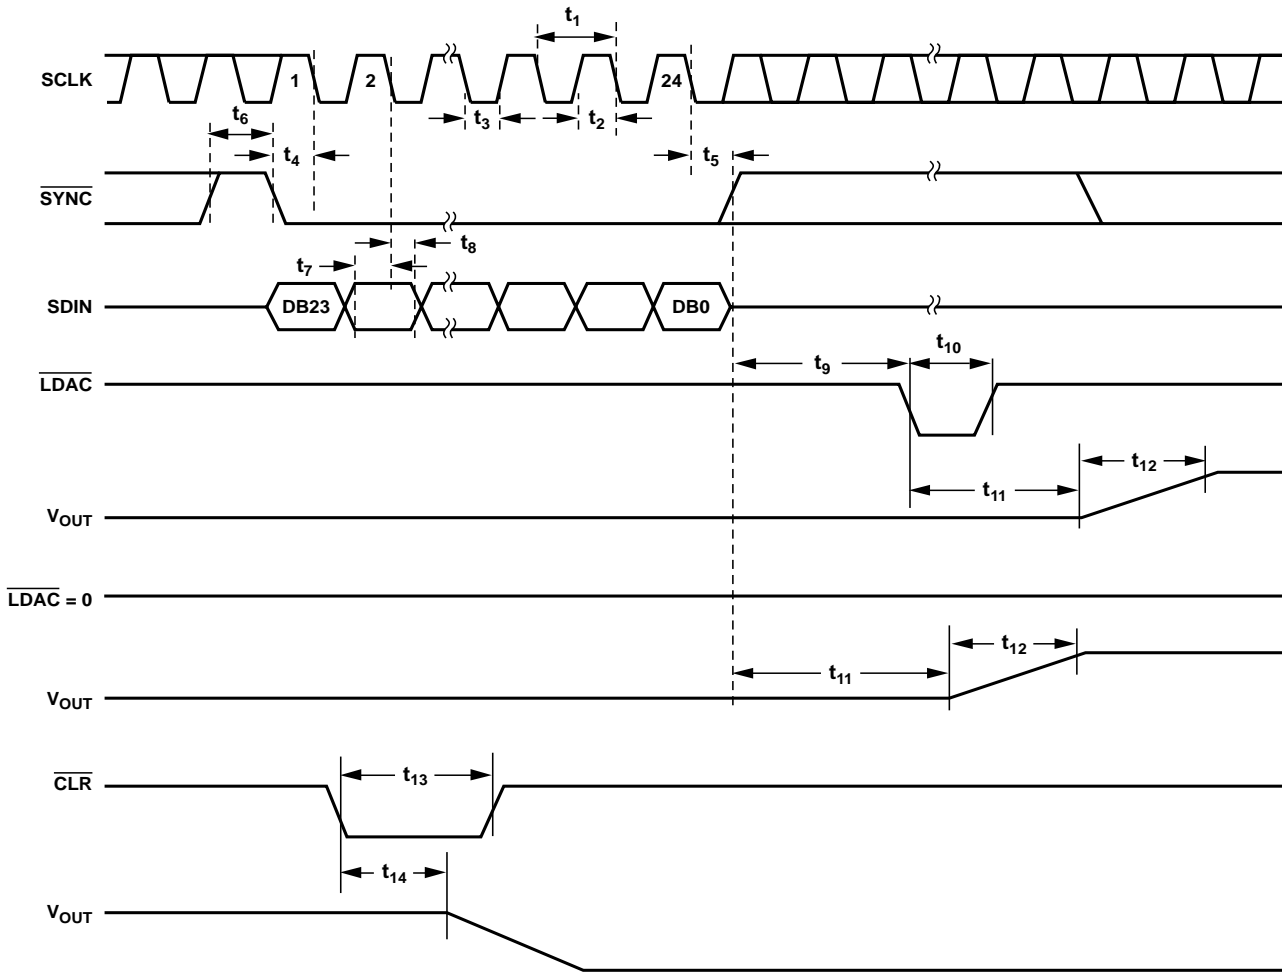 t1
SCLK 1 2 24
t3 t2
t6
t4 t5
SYNC
t8
t7
SDIN DB23 DB0
t9 t10
LDAC
t12
t11
VOUT
LDAC = 0
t12
t11
VOUT
t13
CLR
t14
VOUT